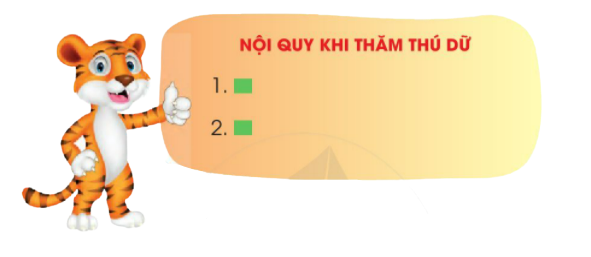 NỘI QUY KHI THĂM THÚ DỮ
1.
2.